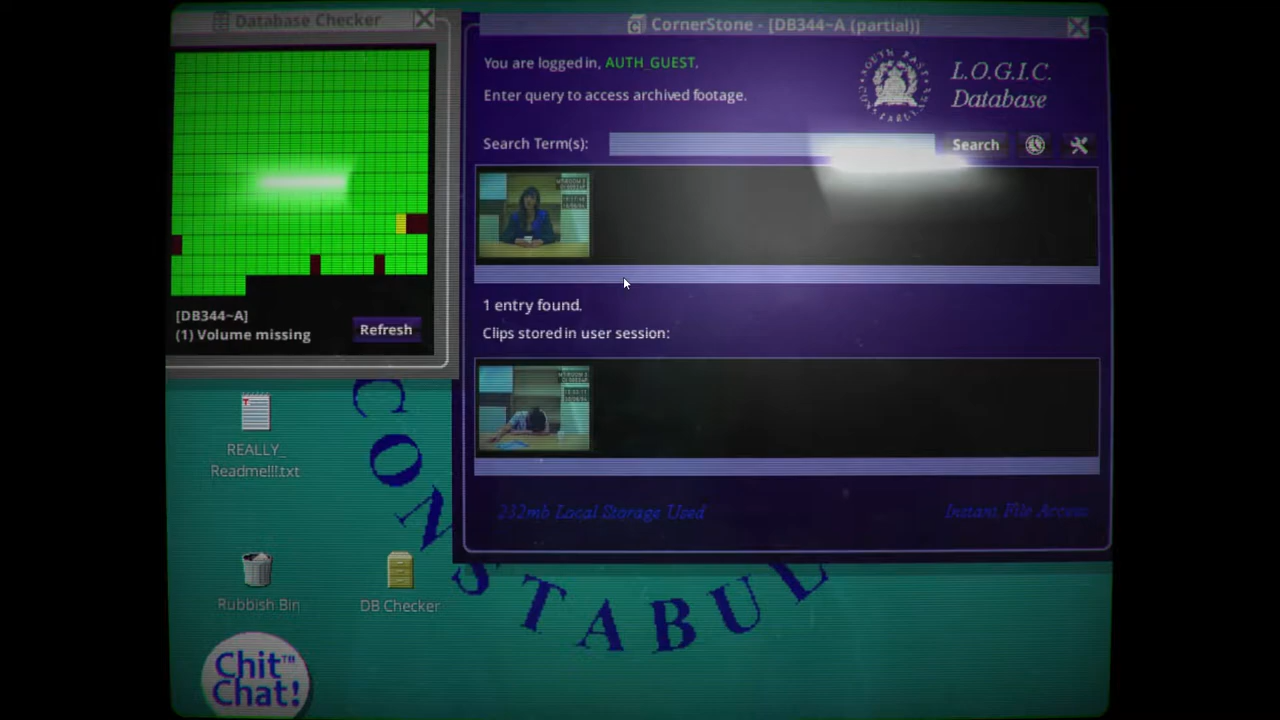 Database Checker
[DB344~A]
(1) Volume missing
Refresh
CornerStone - [DB344~A (partial)]
You are logged in, AUTH_GUEST.
Enter query to access archived footage.
L.O.G.I.C.
Database
Search Term(s):
Search
1 entry found.
Clips stored in user session:
232mb Local Storage Used
Instant File Access
REALLY_
Readme!!!.txt
Rubbish Bin
DB Checker
Chit™
Chat!
CONSTABUL